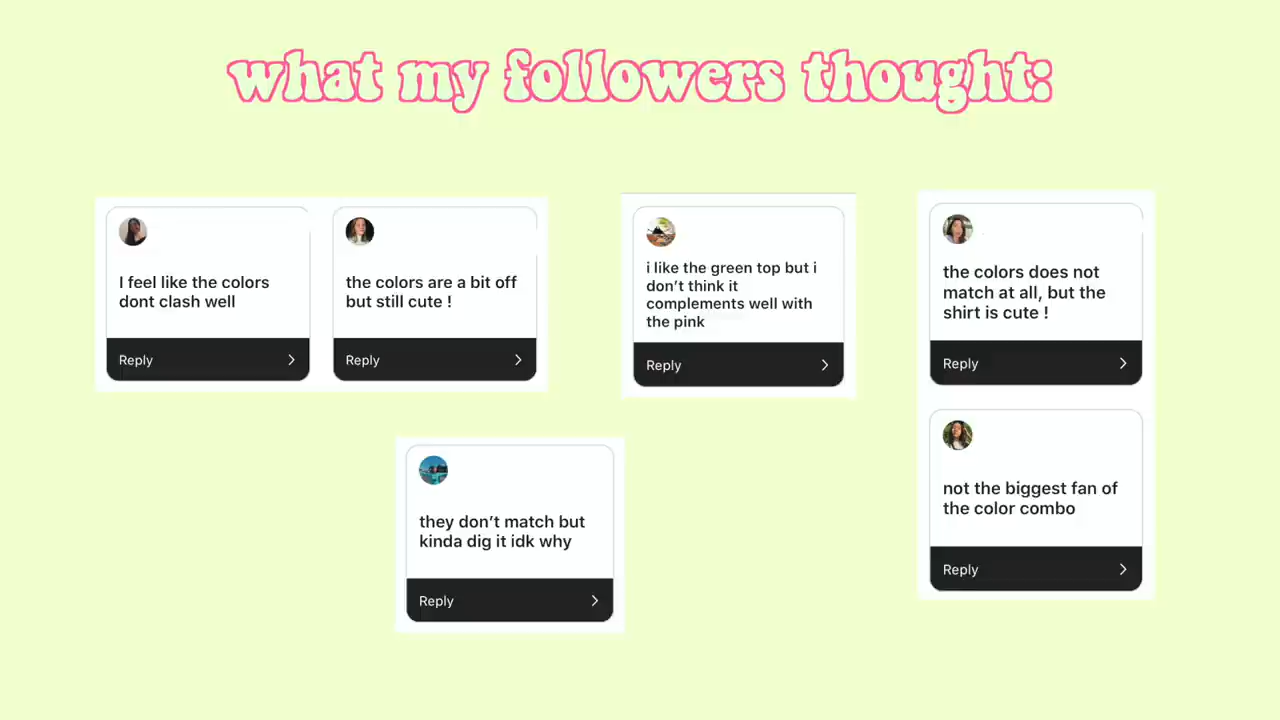 what my followers thought:
I feel like the colors
dont clash well
Reply
the colors are a bit off
but still cute !
Reply
i like the green top but i
don't think it
complements well with
the pink
Reply
the colors does not
match at all, but the
shirt is cute !
Reply
they don't match but
kinda dig it idk why
Reply
not the biggest fan of
the color combo
Reply